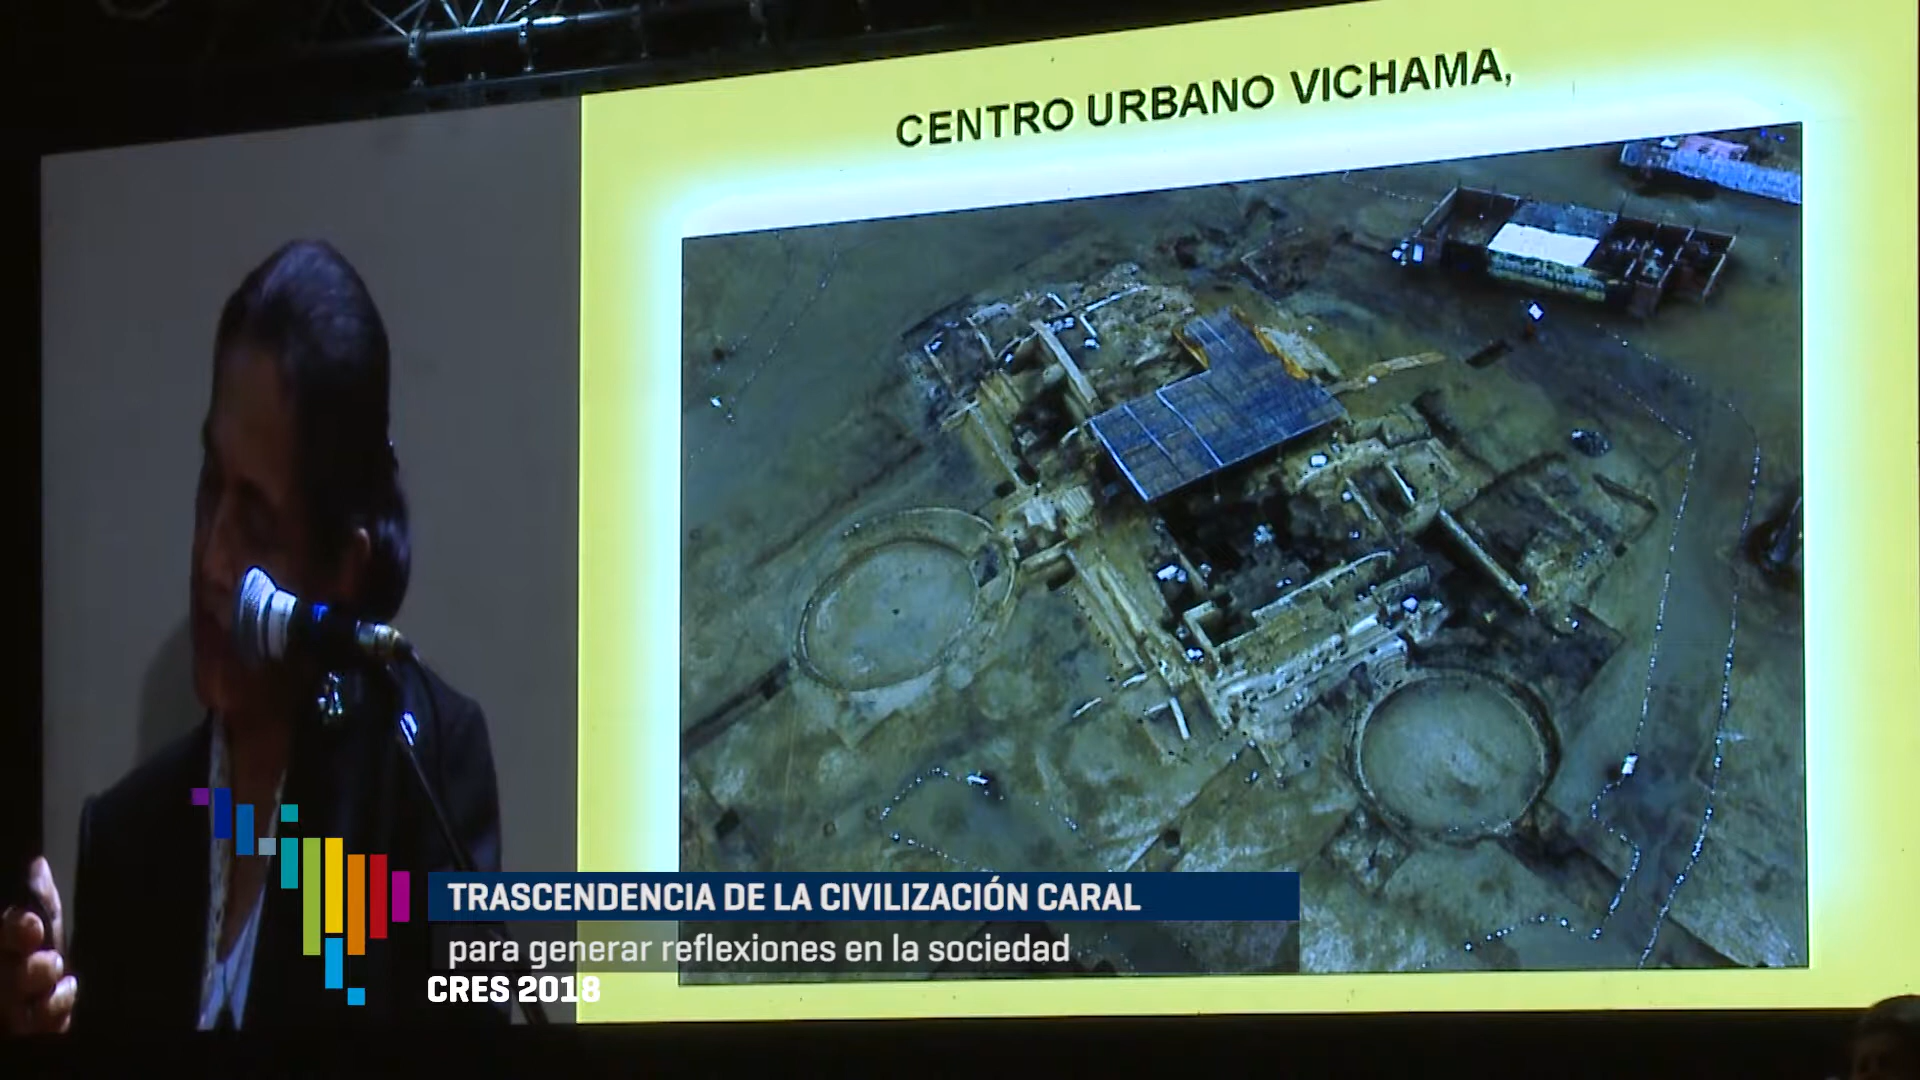 CENTRO URBANO VICHAMA,
TRASCENDENCIA DE LA CIVILIZACIÓN CARAL
para generar reflexiones en la sociedad
CRES 2018